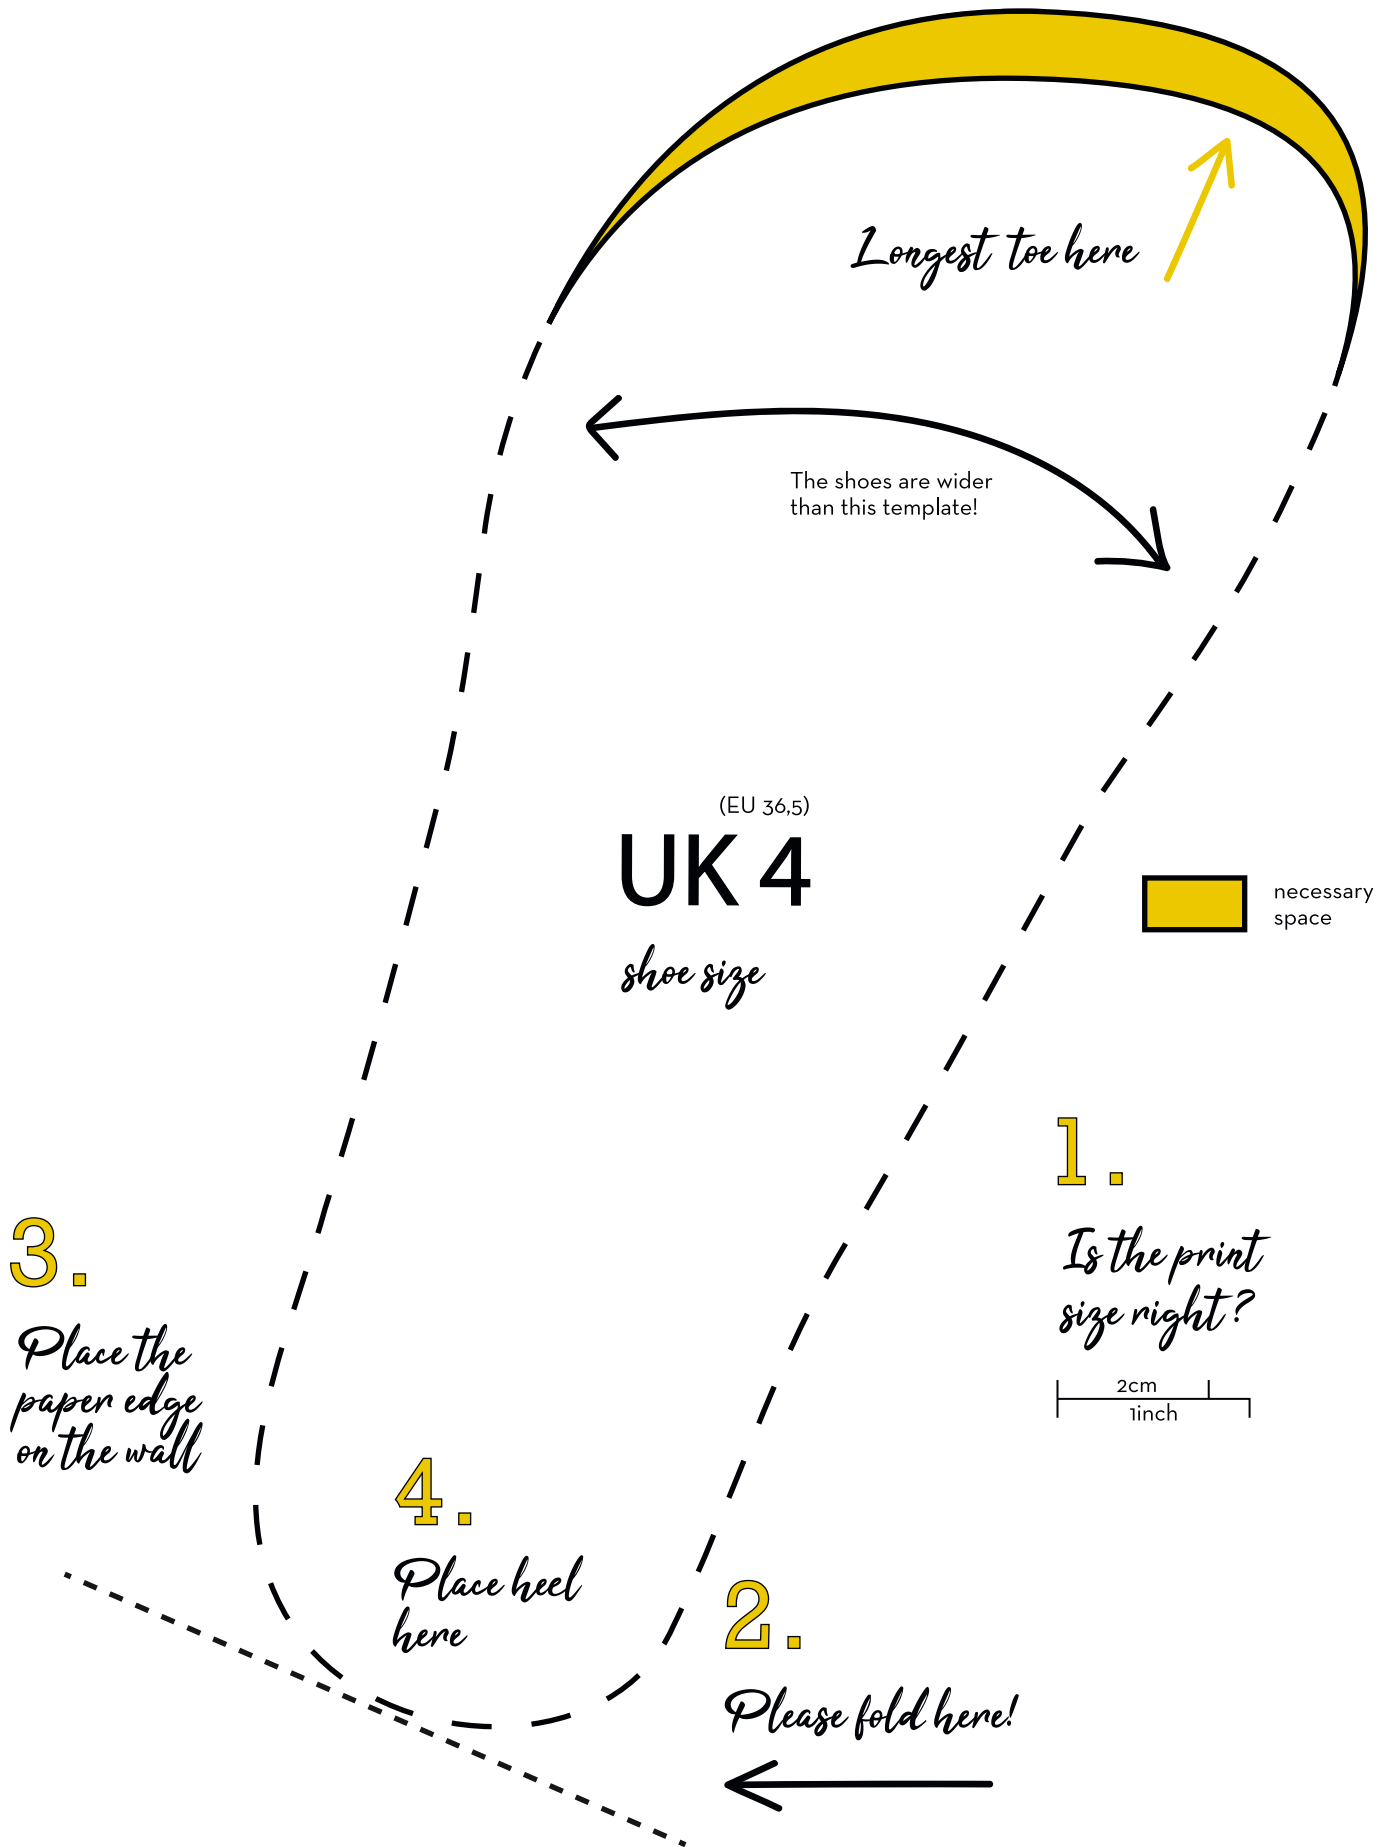 Longest toe here
The shoes are wider
than this template!
(EU 36,5)
UK 4
shoe size
necessary
space
1.
Is the print
size right?
2cm
1inch
3.
Place the
paper edge
on the wall
4.
Place heel
here
2.
Please fold here!